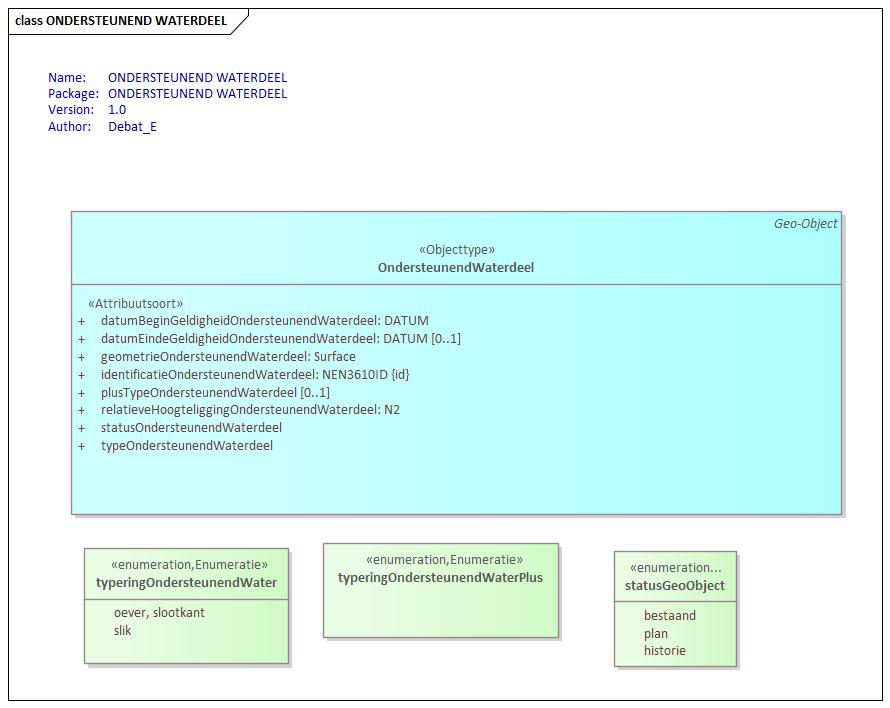 class ONDERSTEUNEND WATERDEEL
Name: ONDERSTEUNEND WATERDEEL
Package: ONDERSTEUNEND WATERDEEL
Version: 1.0
Author: Debat_E
Geo-Object
«Objecttype»
OndersteunendWaterdeel
«Attribuutsoort»
+ datumBeginGeldigheidOndersteunendWaterdeel: DATUM
+ datumEindeGeldigheidOndersteunendWaterdeel: DATUM [0..1]
+ geometrieOndersteunendWaterdeel: Surface
+ identificatieOndersteunendWaterdeel: NEN3610ID {id}
+ plusTypeOndersteunendWaterdeel [0..1]
+ relatieveHoogteliggingOndersteunendWaterdeel: N2
+ statusOndersteunendWaterdeel
+ typeOndersteunendWaterdeel
«enumeration,Enumeratie»
typeringOndersteunendWater
oever, slootkant
slik
«enumeration,Enumeratie»
typeringOndersteunendWaterPlus
«enumeration...
statusGeoObject
bestaand
plan
historie